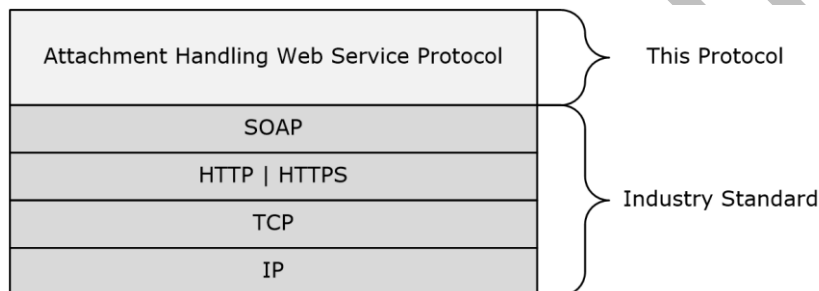 Attachment Handling Web Service Protocol
This Protocol
SOAP
HTTP | HTTPS
Industry Standard
TCP
IP